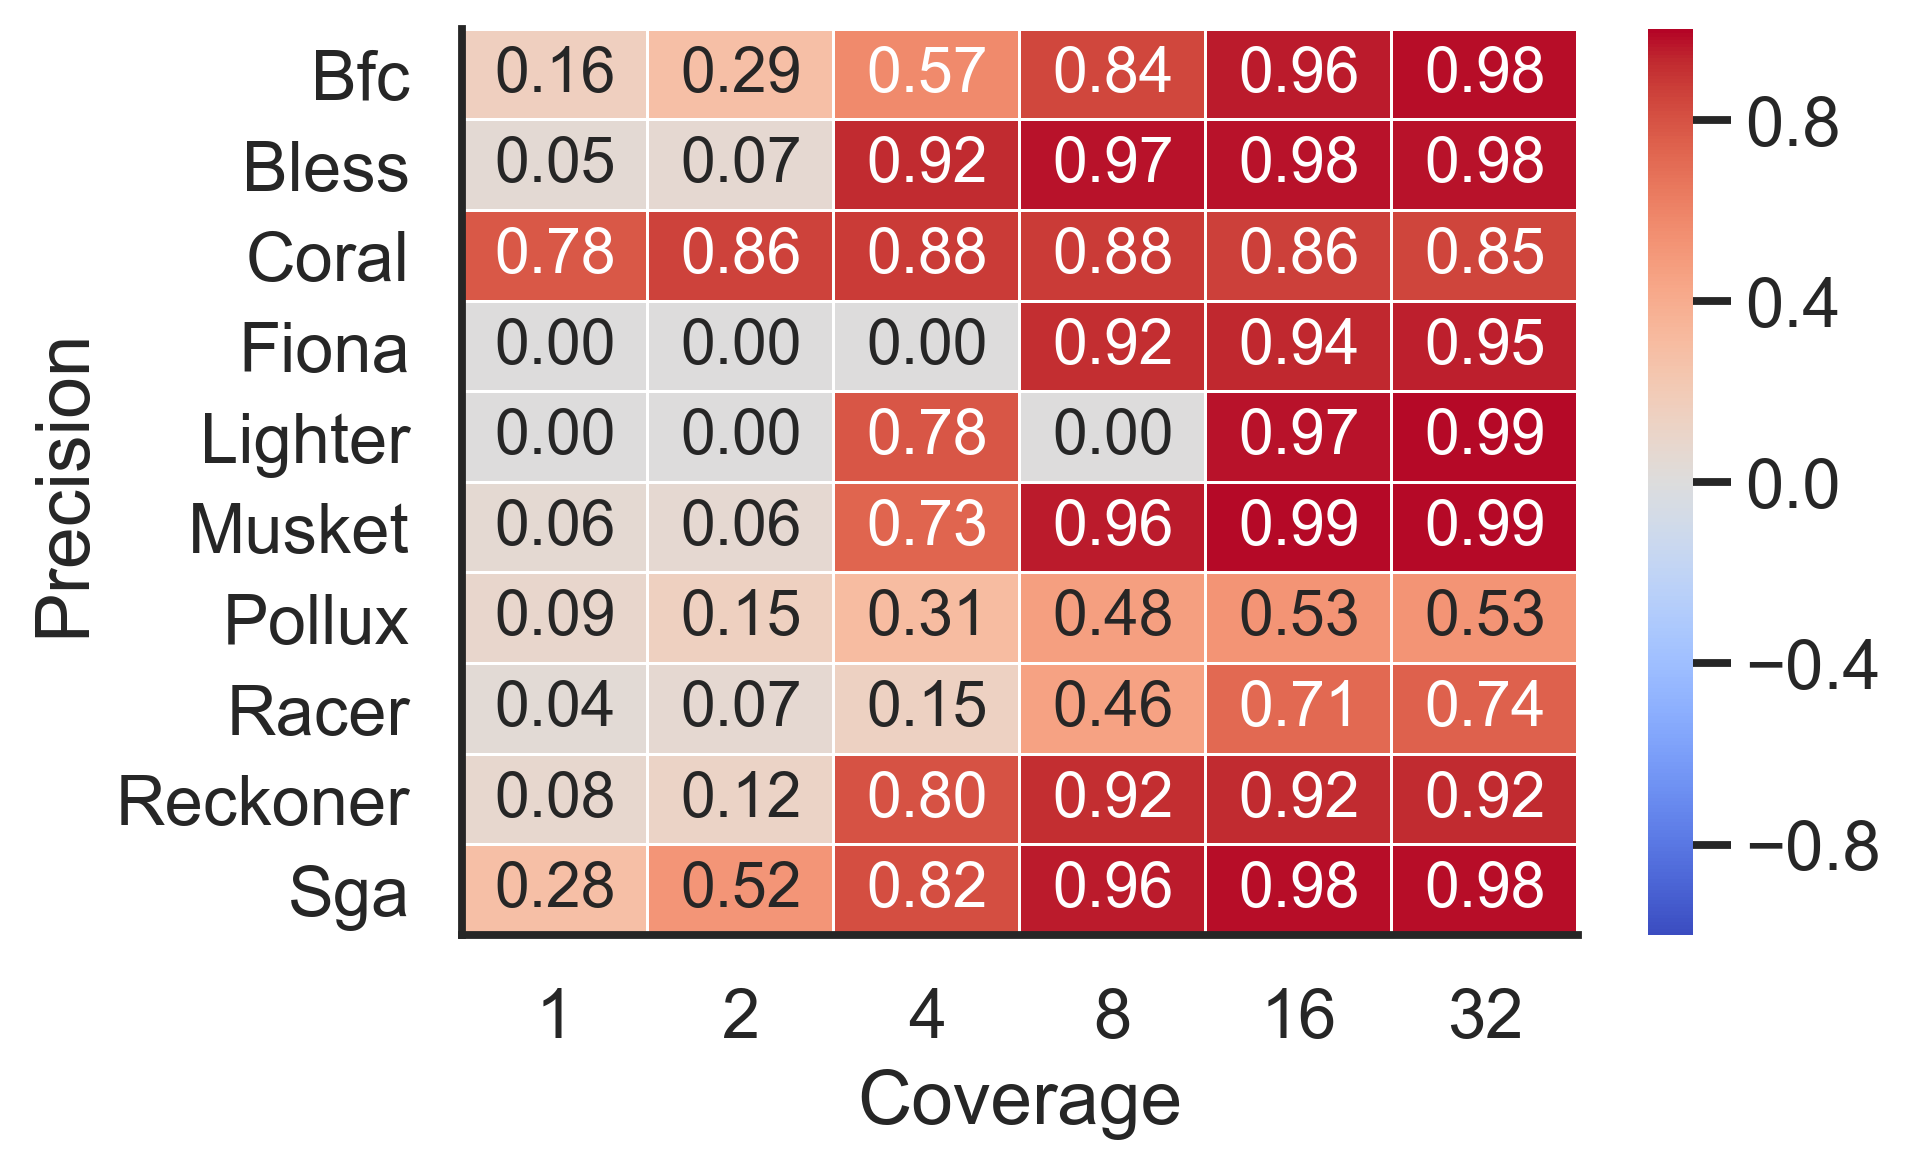 Precision
Bfc 0.16 0.29 0.57 0.84 0.96 0.98
Bless 0.05 0.07 0.92 0.97 0.98 0.98
Coral 0.78 0.86 0.88 0.88 0.86 0.85
Fiona 0.00 0.00 0.00 0.92 0.94 0.95
Lighter 0.00 0.00 0.78 0.00 0.97 0.99
Musket 0.06 0.06 0.73 0.96 0.99 0.99
Pollux 0.09 0.15 0.31 0.48 0.53 0.53
Racer 0.04 0.07 0.15 0.46 0.71 0.74
Reckoner 0.08 0.12 0.80 0.92 0.92 0.92
Sga 0.28 0.52 0.82 0.96 0.98 0.98
1 2 4 8 16 32
Coverage
0.8
0.4
0.0
−0.4
−0.8